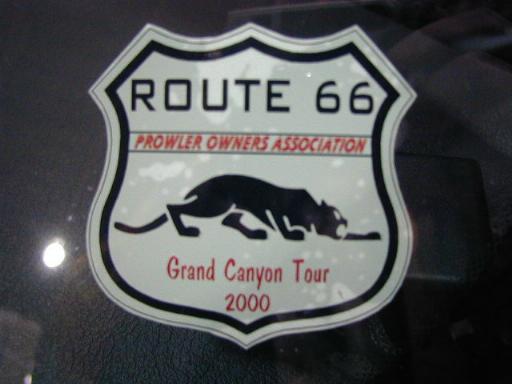 ROUTE 66
PROWLER OWNERS ASSOCIATION
Grand Canyon Tour
2000